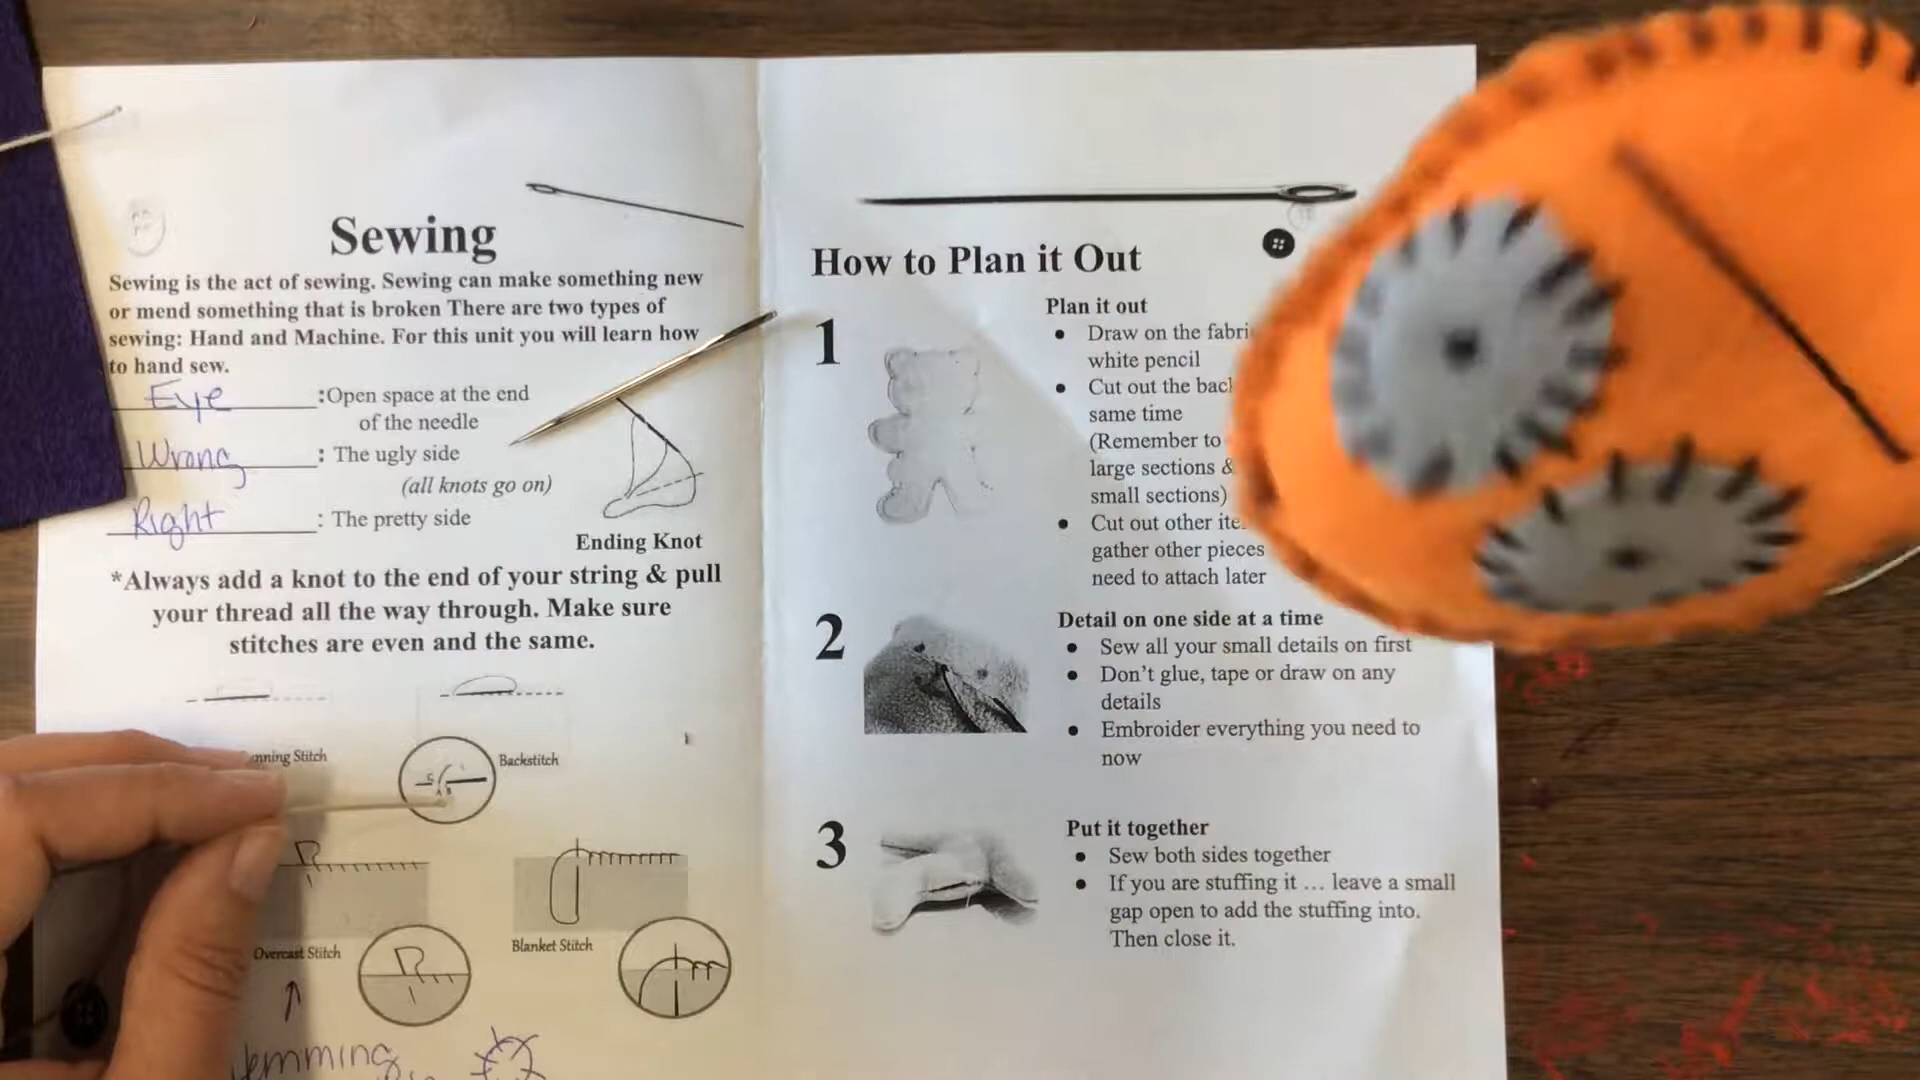 Sewing
Sewing is the act of sewing. Sewing can make something new
or mend something that is broken There are two types of
sewing: Hand and Machine. For this unit you will learn how
to hand sew.
Eye :Open space at the end
of the needle
Wrong : The ugly side
(all knots go on)
Right : The pretty side
Ending Knot
*Always add a knot to the end of your string & pull
your thread all the way through. Make sure
stitches are even and the same.
Stitch
Backstitch
Overcast Stitch
Blanket Stitch
How to Plan it Out
1
Plan it out
• Draw on the
white pencil
• Cut out the
same time
(Remember to
large sections &
small sections)
• Cut out other
gather other pieces
need to attach later
2
Detail on one side at a time
• Sew all your small details on first
• Don't glue, tape or draw on any
details
• Embroider everything you need to
now
3
Put it together
• Sew both sides together
• If you are stuffing it … leave a small
gap open to add the stuffing into.
Then close it.